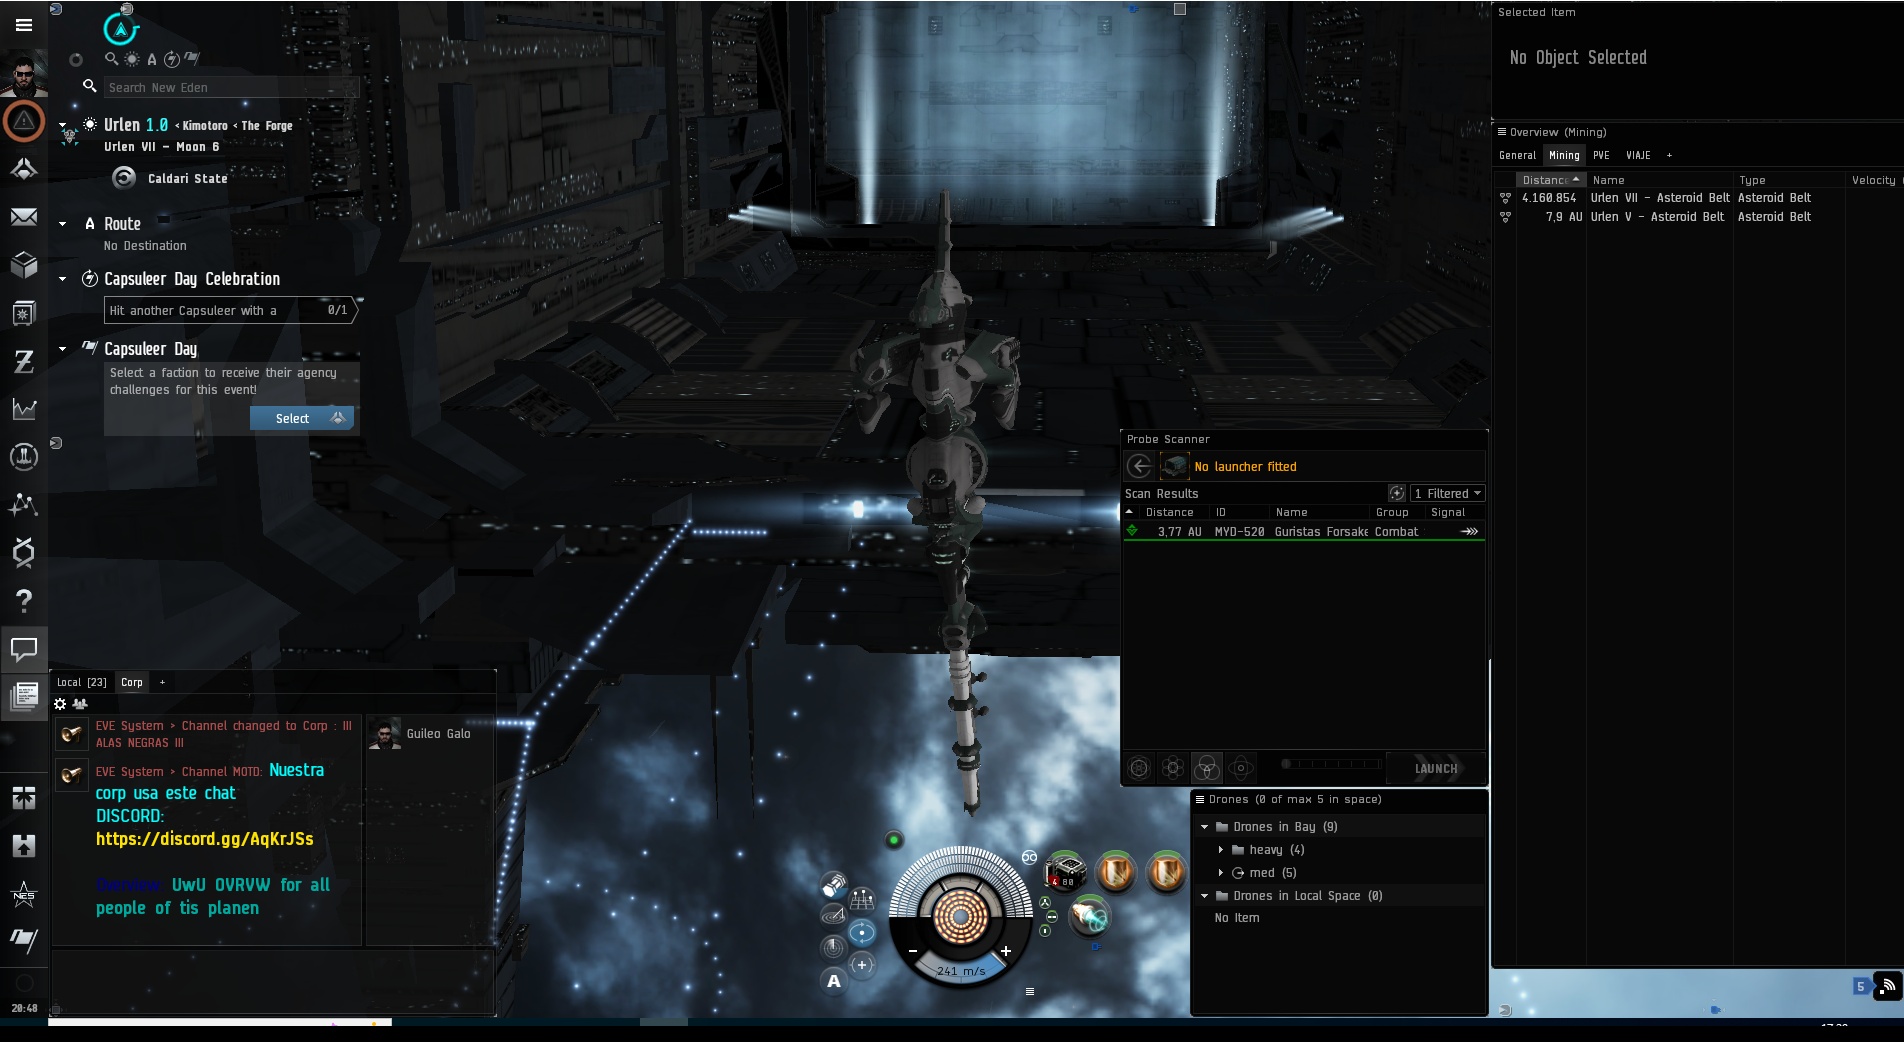 Search New Eden
Urlen 1.0 < Kimotoro < The Forge
Urlen VII - Moon 6
Caldari State
Route
No Destination
Capsuleer Day Celebration
Hit another Capsuleer with a 0/1
Capsuleer Day
Select a faction to receive their agency
challenges for this event!
Select
Selected Item
No Object Selected
Overview (Mining)
General Mining PVE VIAJE +
Distanc Name Type Velocity
4.160.854 Urlen VII - Asteroid Belt Asteroid Belt
7,9 AU Urlen V - Asteroid Belt Asteroid Belt
Probe Scanner
No launcher fitted
Scan Results 1 Filtered
Distance ID Name Group Signal
3,77 AU MYD-520 Guristas Forsake Combat
LAUNCH
Drones (0 of max 5 in space)
Drones in Bay (9)
heavy (4)
med (5)
Drones in Local Space (0)
No Item
Local [23] Corp +
EVE System > Channel changed to Corp : III
ALAS NEGRAS III
EVE System > Channel MOTD: Nuestra
corp usa este chat
DISCORD:
https://discord.gg/AqKrJSs
Overview: UwU OVRVW for all
people of tis planen
Guileo Galo
4 80
241 m/s
A
NES
20:48
5